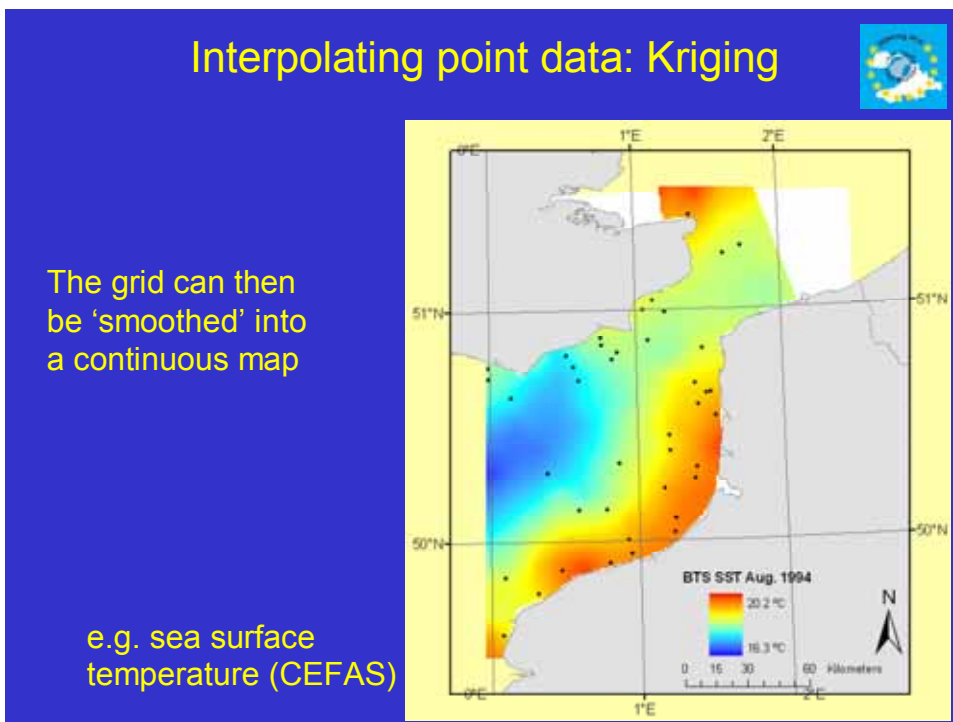 Interpolating point data: Kriging
1°E 2°E
0°E
The grid can then
be ‘smoothed’ into
a continuous map
51°N 51°N
50°N 50°N
BTS SST Aug. 1994
20.2 ºC
16.3 ºC
N
0 15 30 60 Kilometers
e.g. sea surface
temperature (CEFAS)
0°E 2°E
1°E